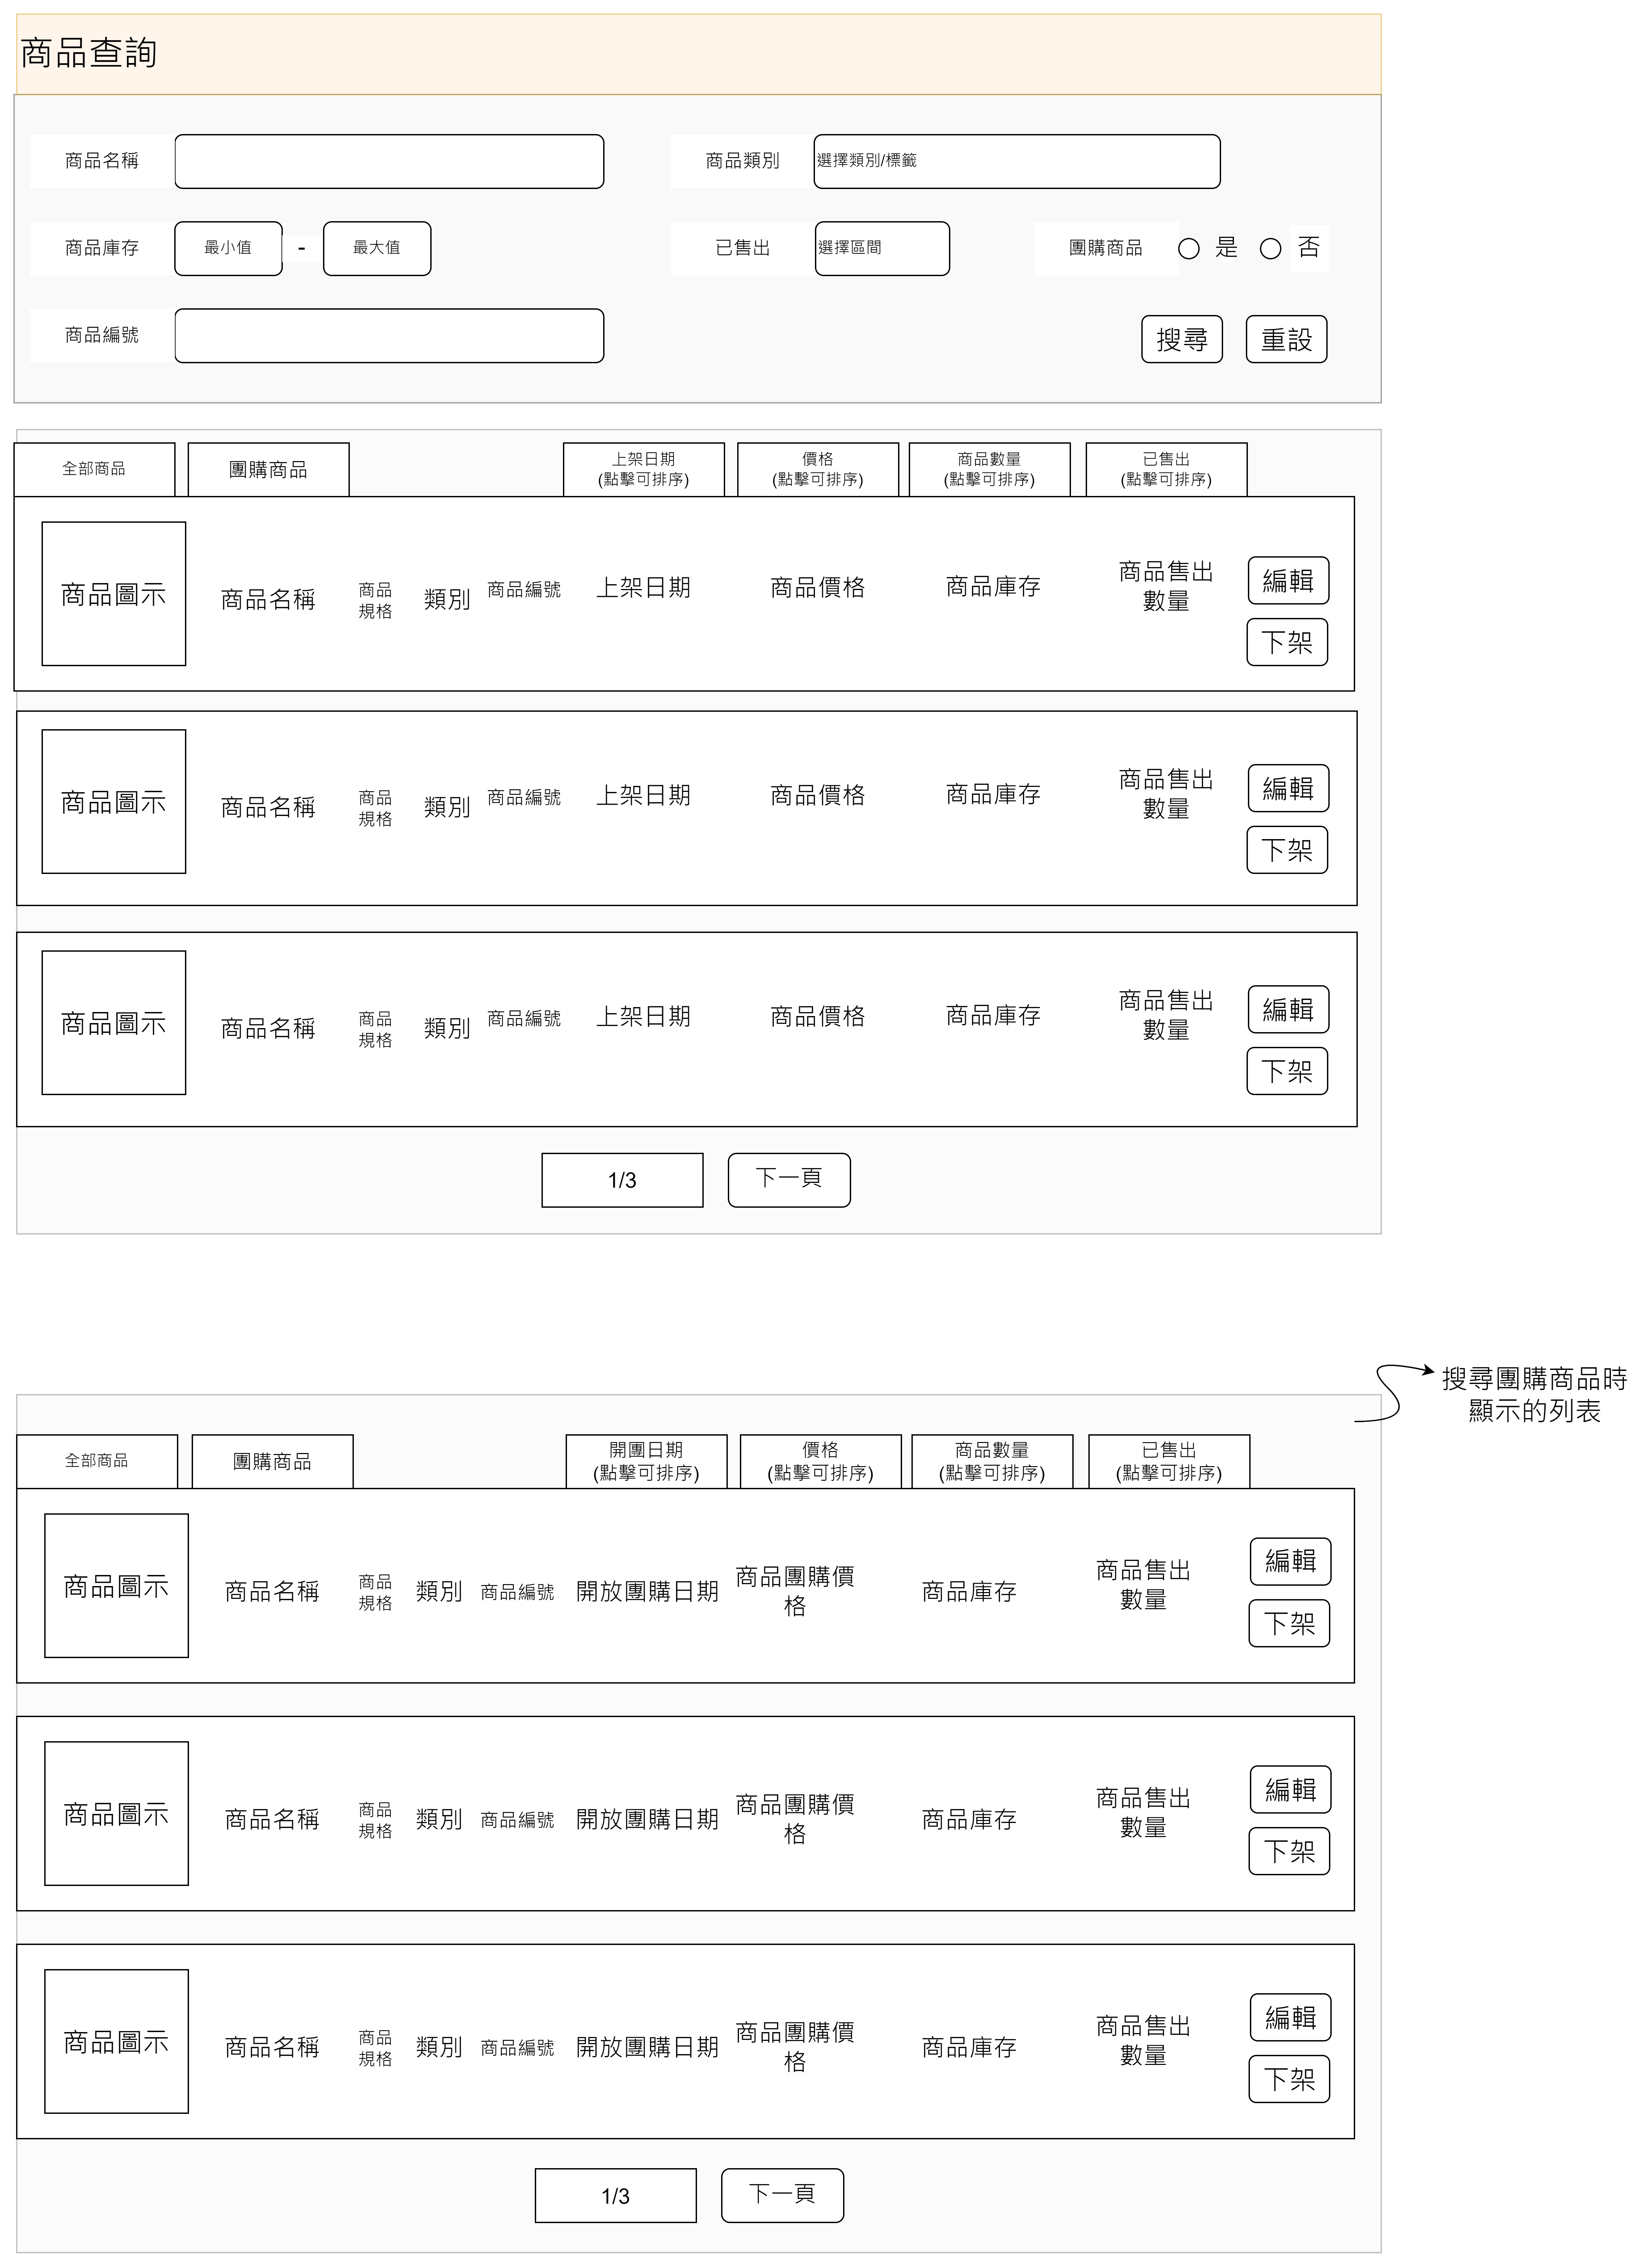 商品查詢
商品名稱
商品類別 選擇類別/標籤
商品庫存 最小值 - 最大值
已售出 選擇區間
團購商品 是 否
商品編號
搜尋 重設
全部商品
團購商品
上架日期
(點擊可排序)
價格
(點擊可排序)
商品數量
(點擊可排序)
已售出
(點擊可排序)
商品圖示
商品名稱
商品
規格
類別
商品編號
上架日期
商品價格
商品庫存
商品售出
數量
編輯
下架
商品圖示
商品名稱
商品
規格
類別
商品編號
上架日期
商品價格
商品庫存
商品售出
數量
編輯
下架
商品圖示
商品名稱
商品
規格
類別
商品編號
上架日期
商品價格
商品庫存
商品售出
數量
編輯
下架
1/3
下一頁
搜尋團購商品時
顯示的列表
全部商品
團購商品
開團日期
(點擊可排序)
價格
(點擊可排序)
商品數量
(點擊可排序)
已售出
(點擊可排序)
商品圖示
商品名稱
商品
規格
類別
商品編號
開放團購日期
商品團購價
格
商品庫存
商品售出
數量
編輯
下架
商品圖示
商品名稱
商品
規格
類別
商品編號
開放團購日期
商品團購價
格
商品庫存
商品售出
數量
編輯
下架
商品圖示
商品名稱
商品
規格
類別
商品編號
開放團購日期
商品團購價
格
商品庫存
商品售出
數量
編輯
下架
1/3
下一頁